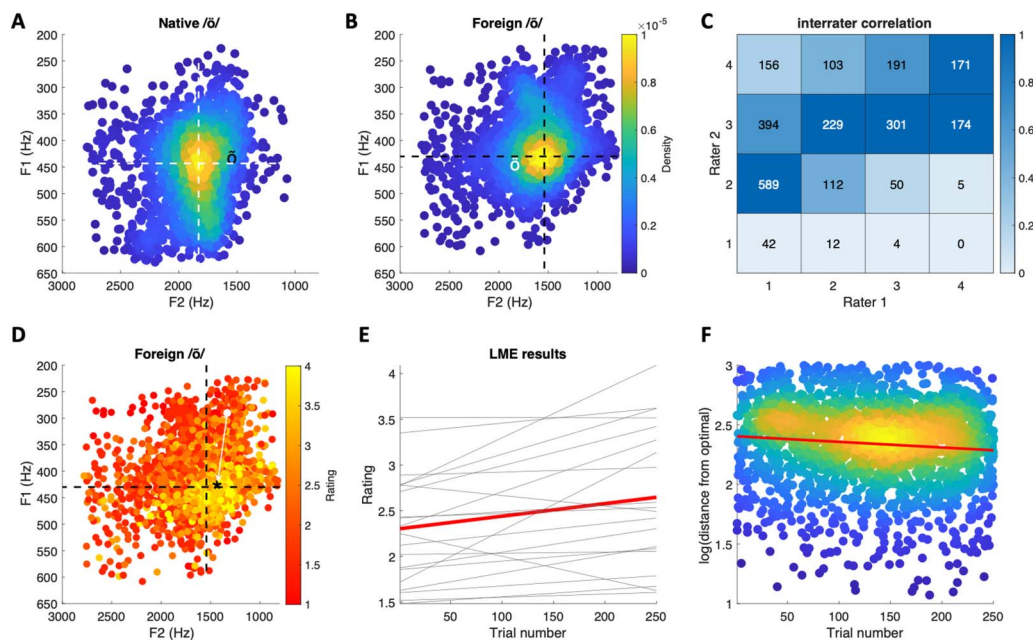 A
Native /ö/
200
250
300
350
400
450
500
550
600
650
F1 (Hz)
õ
3000 2500 2000 1500 1000
F2 (Hz)
B
Foreign /õ/
200
250
300
350
400
450
500
550
600
650
F1 (Hz)
ö
3000 2500 2000 1500 1000
F2 (Hz)
×10⁻⁵
1
0.8
0.6
0.4
0.2
0
Density
C
interrater correlation
4 156 103 191 171
3 394 229 301 174
2 589 112 50 5
1 42 12 4 0
1 2 3 4
Rater 2
Rater 1
1
0.8
0.6
0.4
0.2
0
D
Foreign /õ/
200
250
300
350
400
450
500
550
600
650
F1 (Hz)
*
3000 2500 2000 1500 1000
F2 (Hz)
4
3.5
3
2.5
2
1.5
1
Rating
E
LME results
4
3.5
3
2.5
2
1.5
Rating
50 100 150 200 250
Trial number
F
3
2.5
2
1.5
1
log(distance from optimal)
50 100 150 200 250
Trial number